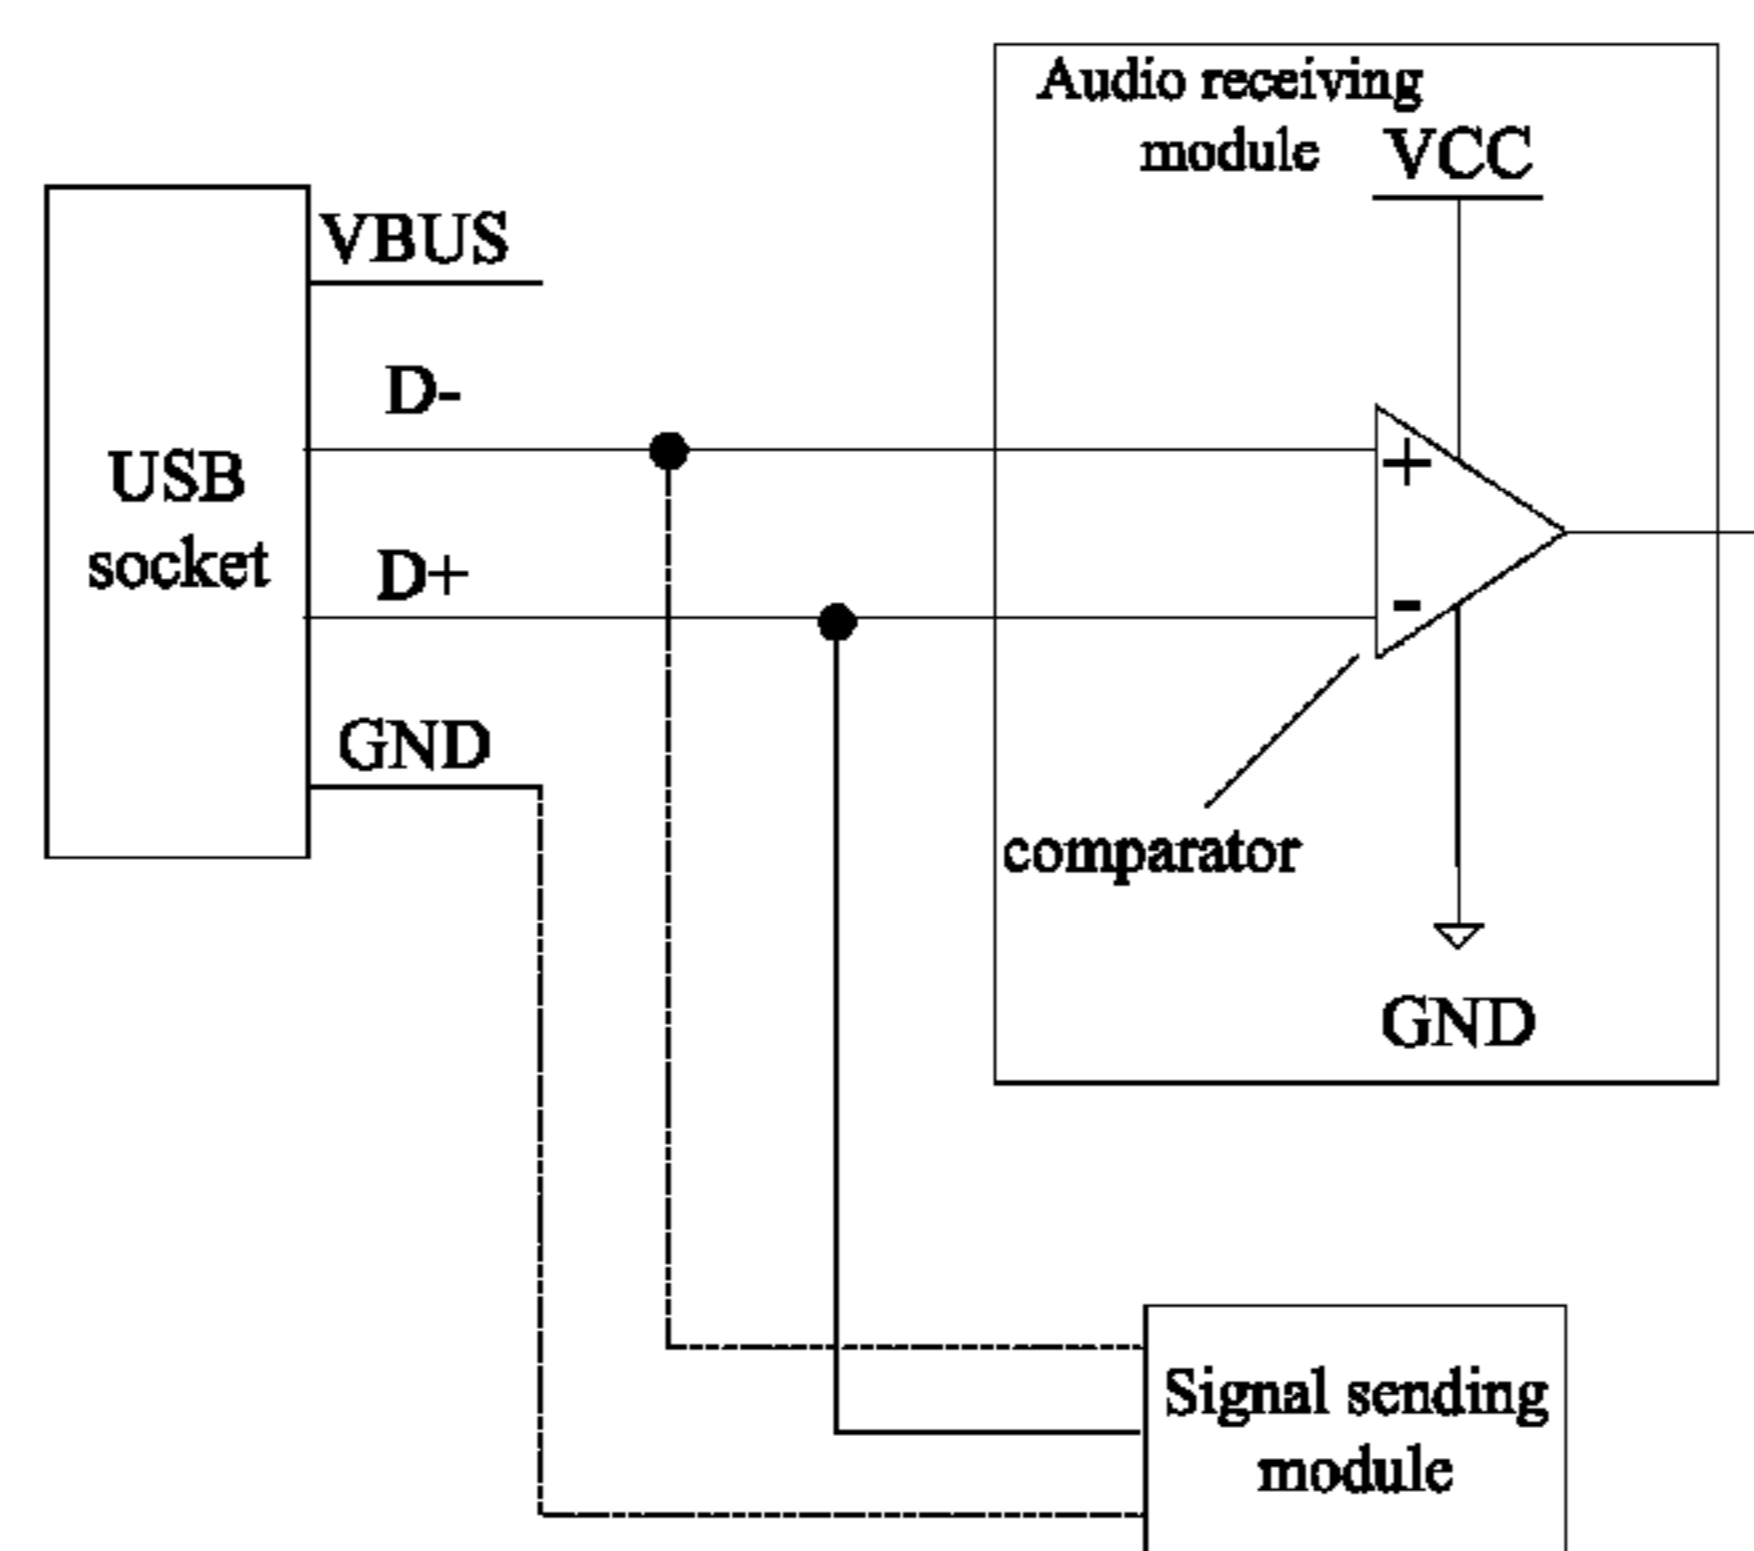 Audio receiving
module
VCC
VBUS
D-
USB
socket
D+
GND
+
-
comparator
GND
Signal sending
module